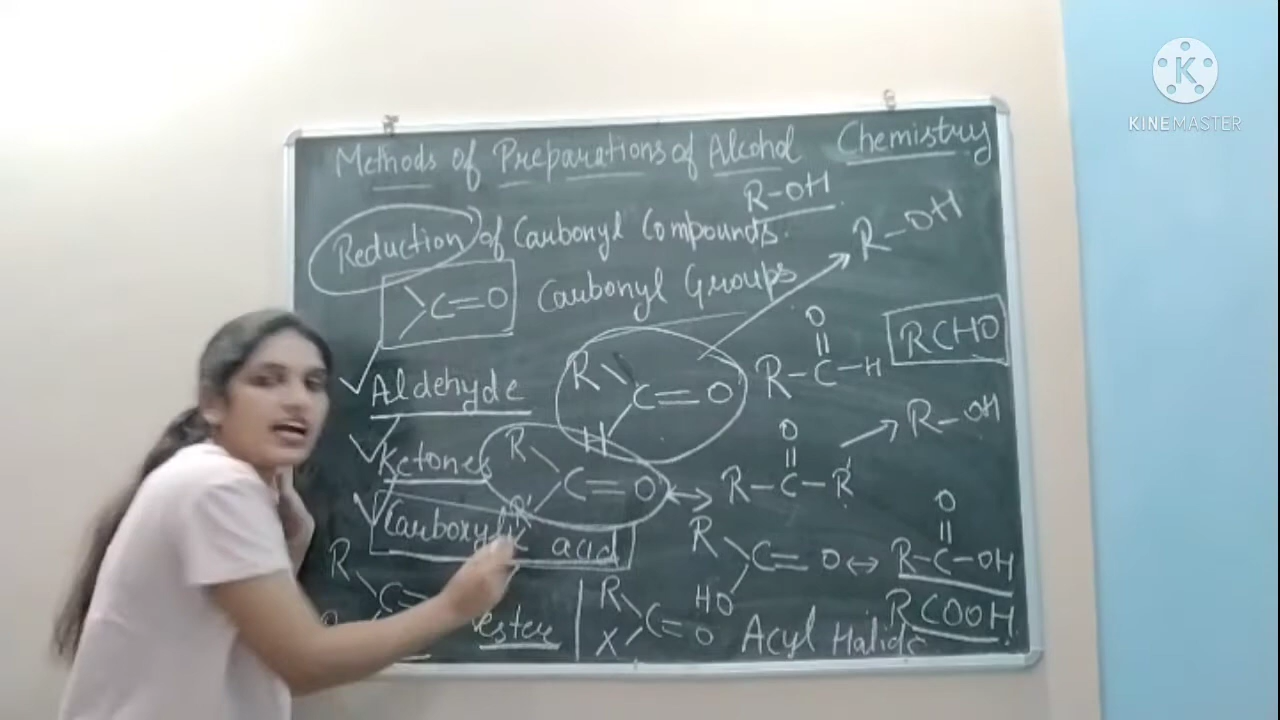 KINEMASTER
Methods of Preparations of Alcohol Chemistry
R-OH
Reduction of Carbonyl Compounds.
R-OH
C=O Carbonyl Groups
R C=O H
O
R-C-H
RCHO
Aldehyde
R-OH
Ketones
R C=O R'
O
R-C-R'
Carboxylic acid
R C=O HO
O
R-C-OH
RCOOH
R C=
ester
R C=O X
Acyl Halide